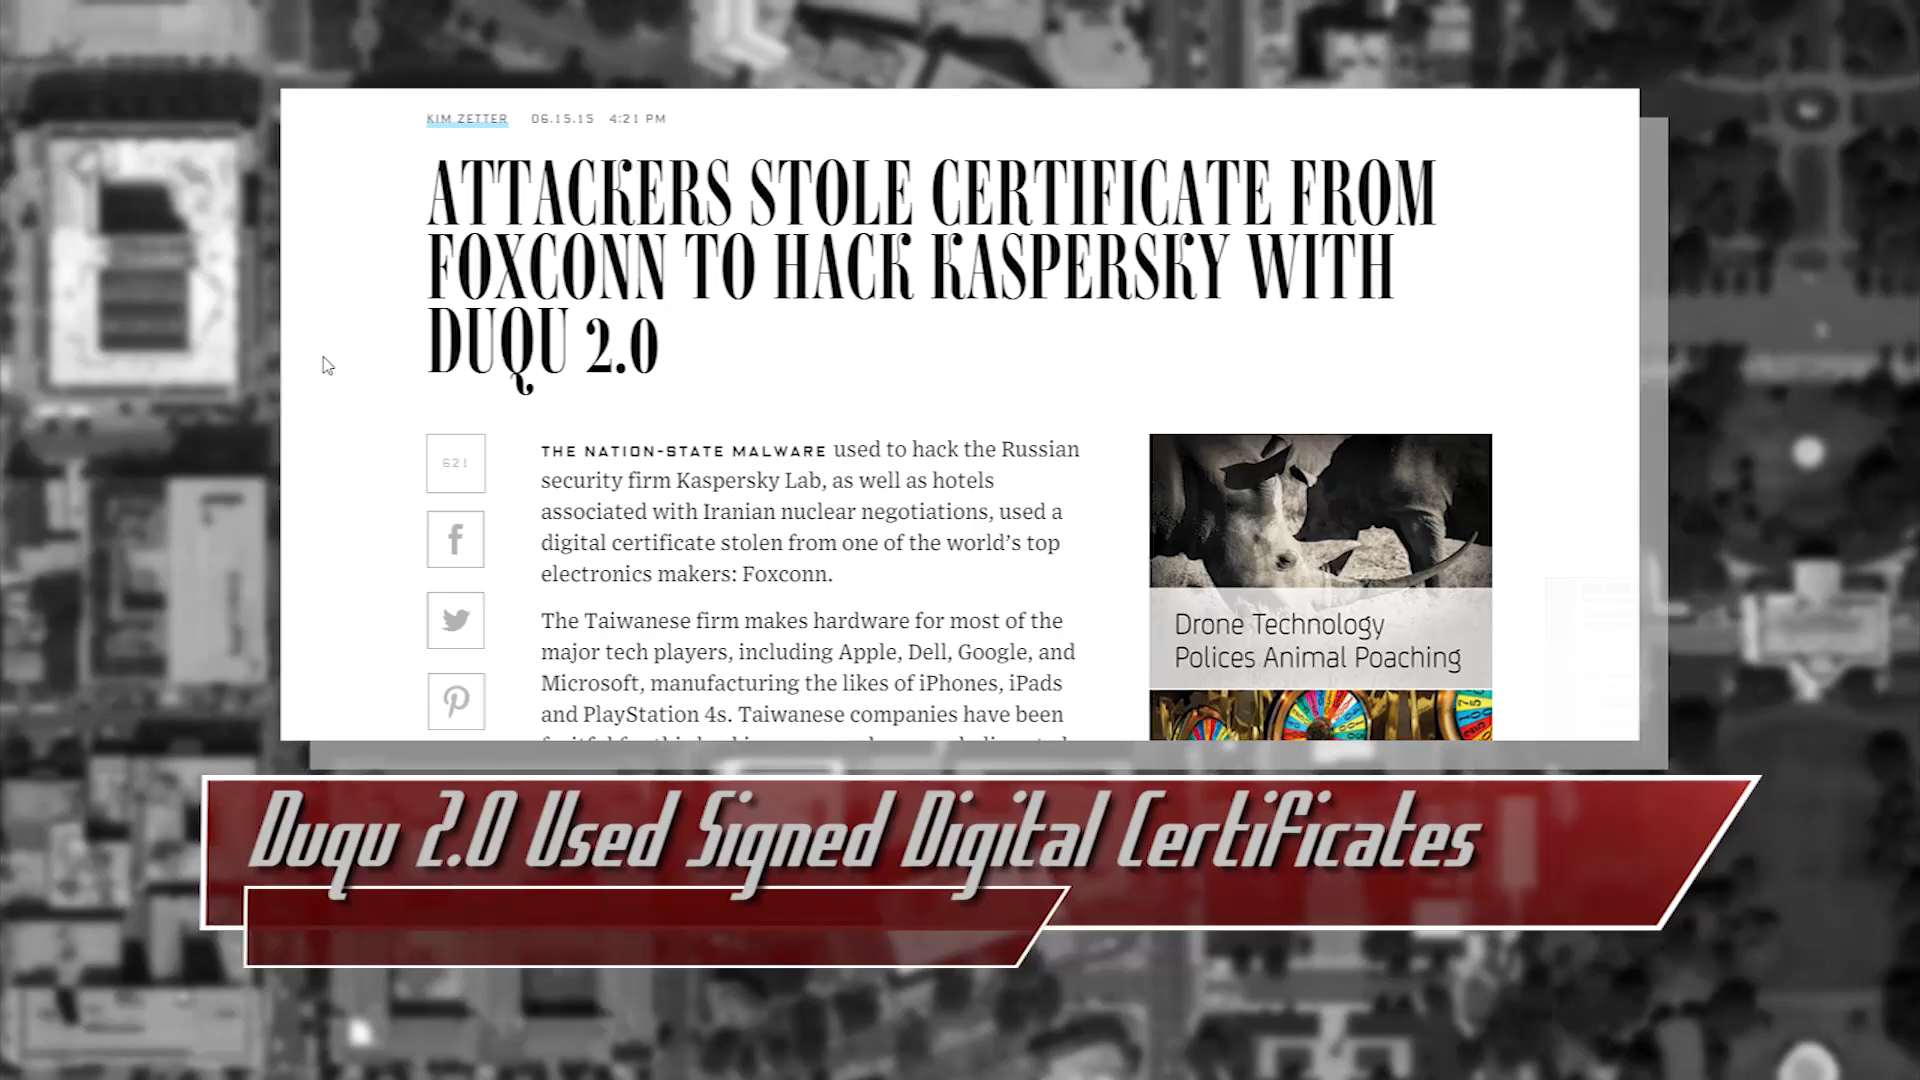 KIM ZETTER 06.15.15 4:21 PM
ATTACKERS STOLE CERTIFICATE FROM
FOXCONN TO HACK KASPERSKY WITH
DUQU 2.0
621
THE NATION-STATE MALWARE used to hack the Russian
security firm Kaspersky Lab, as well as hotels
associated with Iranian nuclear negotiations, used a
digital certificate stolen from one of the world’s top
electronics makers: Foxconn.
The Taiwanese firm makes hardware for most of the
major tech players, including Apple, Dell, Google, and
Microsoft, manufacturing the likes of iPhones, iPads
and PlayStation 4s. Taiwanese companies have been
Drone Technology
Polices Animal Poaching
Duqu 2.0 Used Signed Digital Certificates